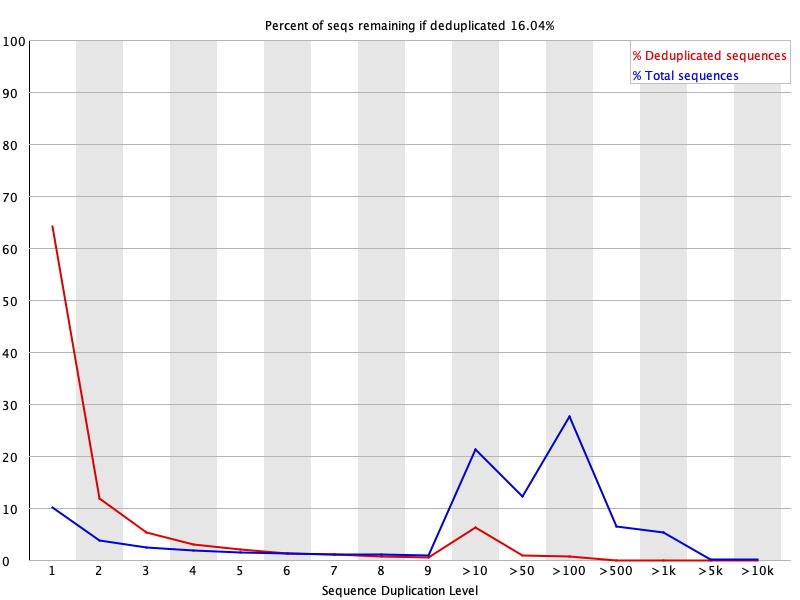 Percent of seqs remaining if deduplicated 16.04%
% Deduplicated sequences
% Total sequences
100
90
80
70
60
50
40
30
20
10
0
1 2 3 4 5 6 7 8 9 >10 >50 >100 >500 >1k >5k >10k
Sequence Duplication Level